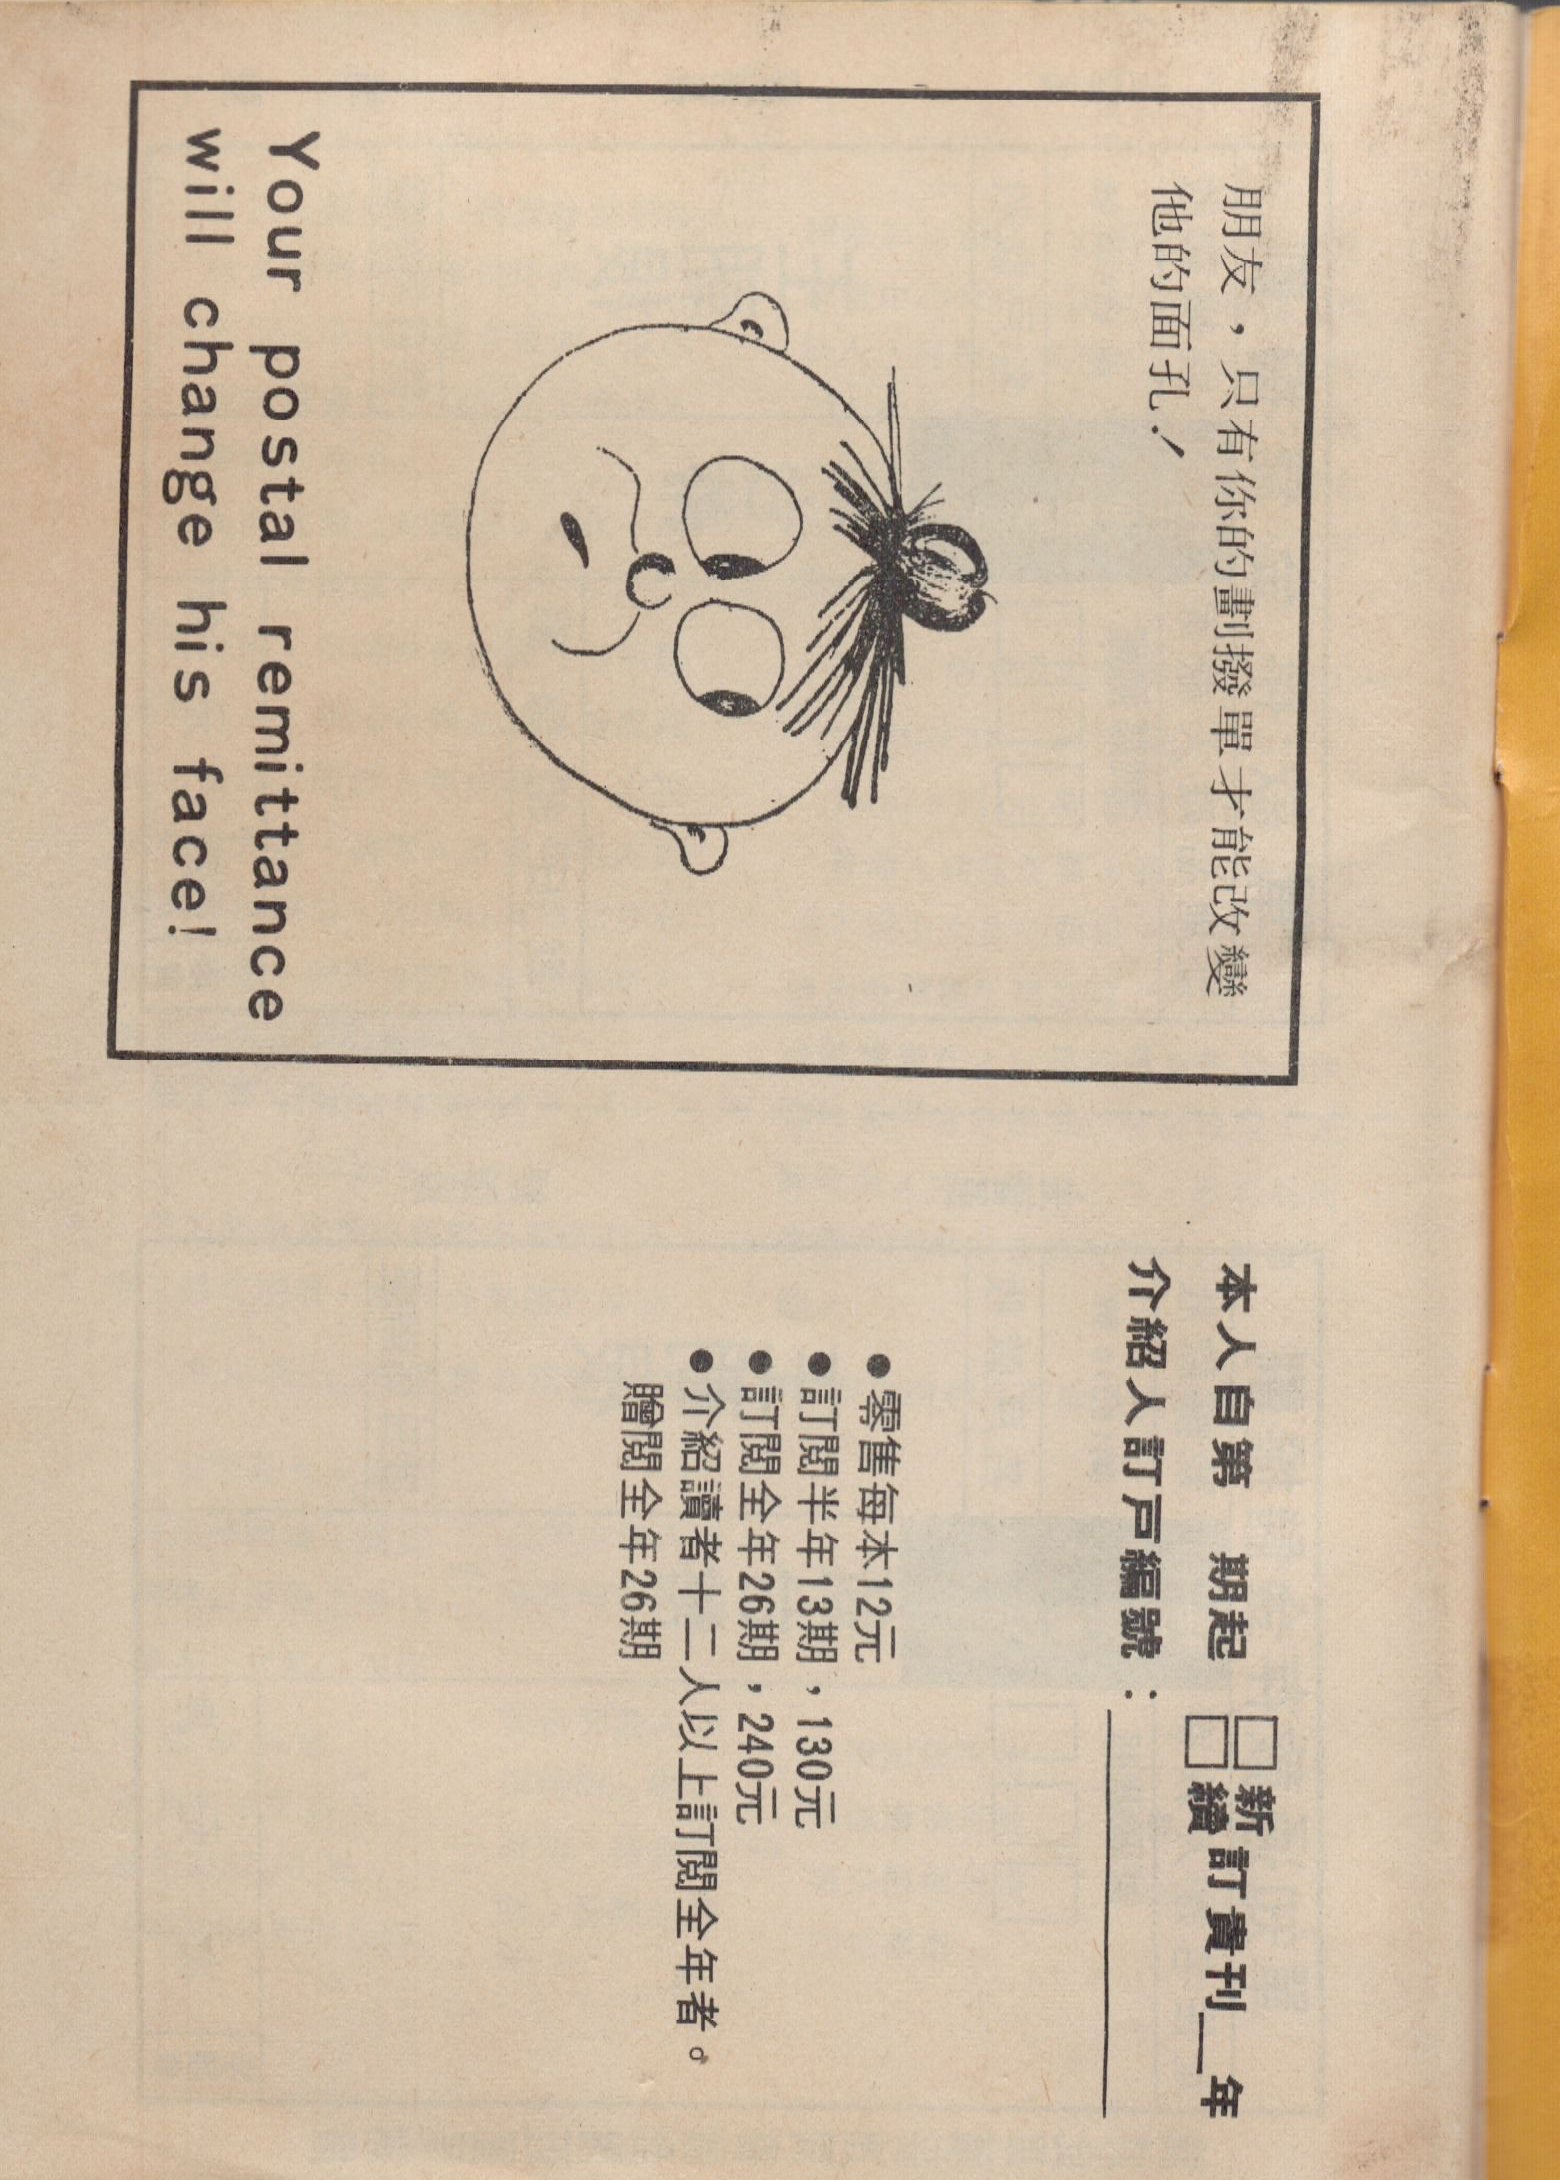 朋友，只有你的劃撥單才能改變
他的面孔！
Your postal remittance
will change his face!
本人自第　期起　□新
□續訂貴刊__年
介紹人訂戶編號：
●零售每本12元
●訂閱半年13期，130元
●訂閱全年26期，240元
●介紹讀者十二人以上訂閱全年者。
贈閱全年26期